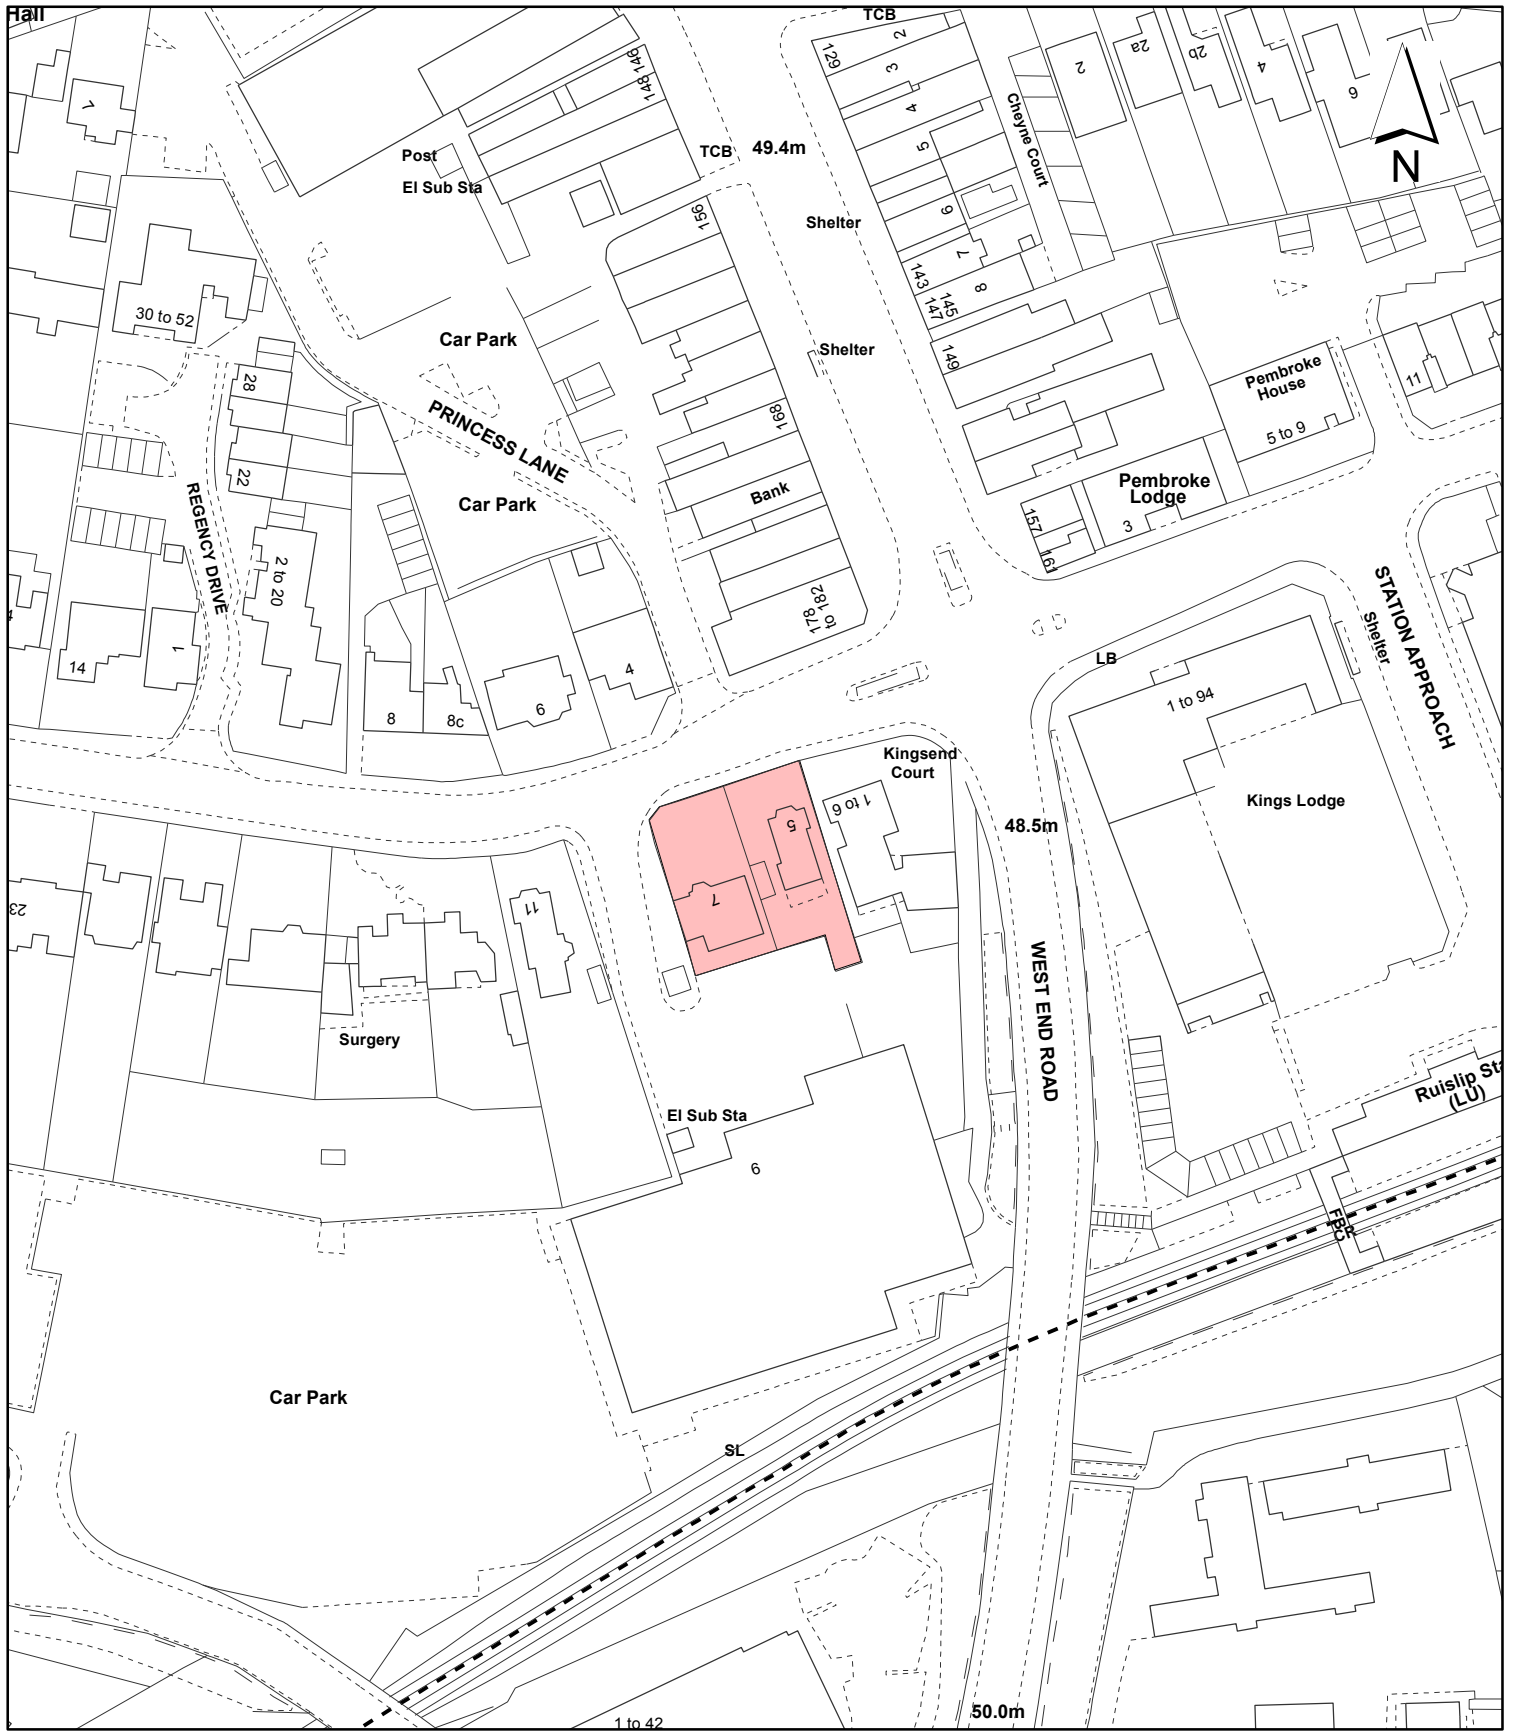 Hall
TCB
129
2
3
4
5
6
7
8
Cheyne Court
2
2a
2b
4
6
N
7
146
148
Post
El Sub Sta
TCB
49.4m
Shelter
156
143
145
147
149
30 to 52
Car Park
Shelter
Pembroke
House
5 to 9
11
28
22
PRINCESS LANE
168
Bank
Car Park
REGENCY DRIVE
2 to 20
157
161
Pembroke
Lodge
3
STATION APPROACH
Shelter
178
to 182
14
1
8
8c
6
4
LB
1 to 94
Kings Lodge
Kingsend
Court
1 to 6
5
7
48.5m
23
11
Surgery
WEST END ROAD
El Sub Sta
6
Ruislip Sta
(LU)
FB
CR
Car Park
SL
50.0m
1 to 42